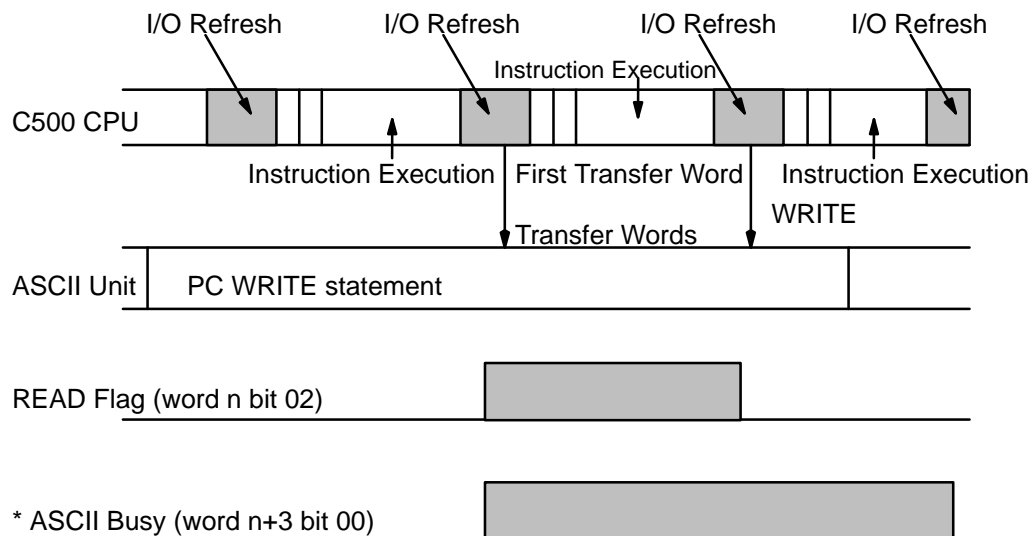 I/O Refresh I/O Refresh I/O Refresh I/O Refresh
Instruction Execution
C500 CPU
Instruction Execution First Transfer Word Instruction Execution
WRITE
Transfer Words
ASCII Unit PC WRITE statement
READ Flag (word n bit 02)
* ASCII Busy (word n+3 bit 00)